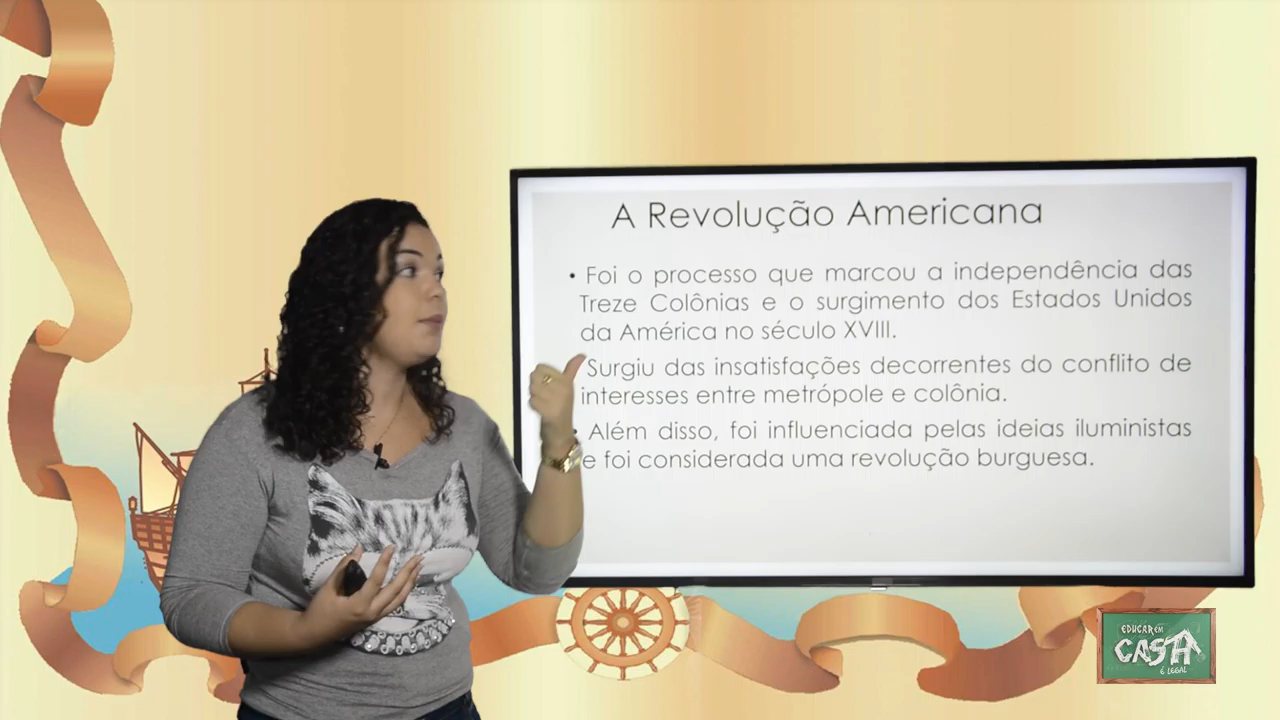 A Revolução Americana
• Foi o processo que marcou a independência das
Treze Colônias e o surgimento dos Estados Unidos
da América no século XVIII.
Surgiu das insatisfações decorrentes do conflito de
interesses entre metrópole e colônia.
• Além disso, foi influenciada pelas ideias iluministas
e foi considerada uma revolução burguesa.
EDUCAR EM
CASA
É LEGAL